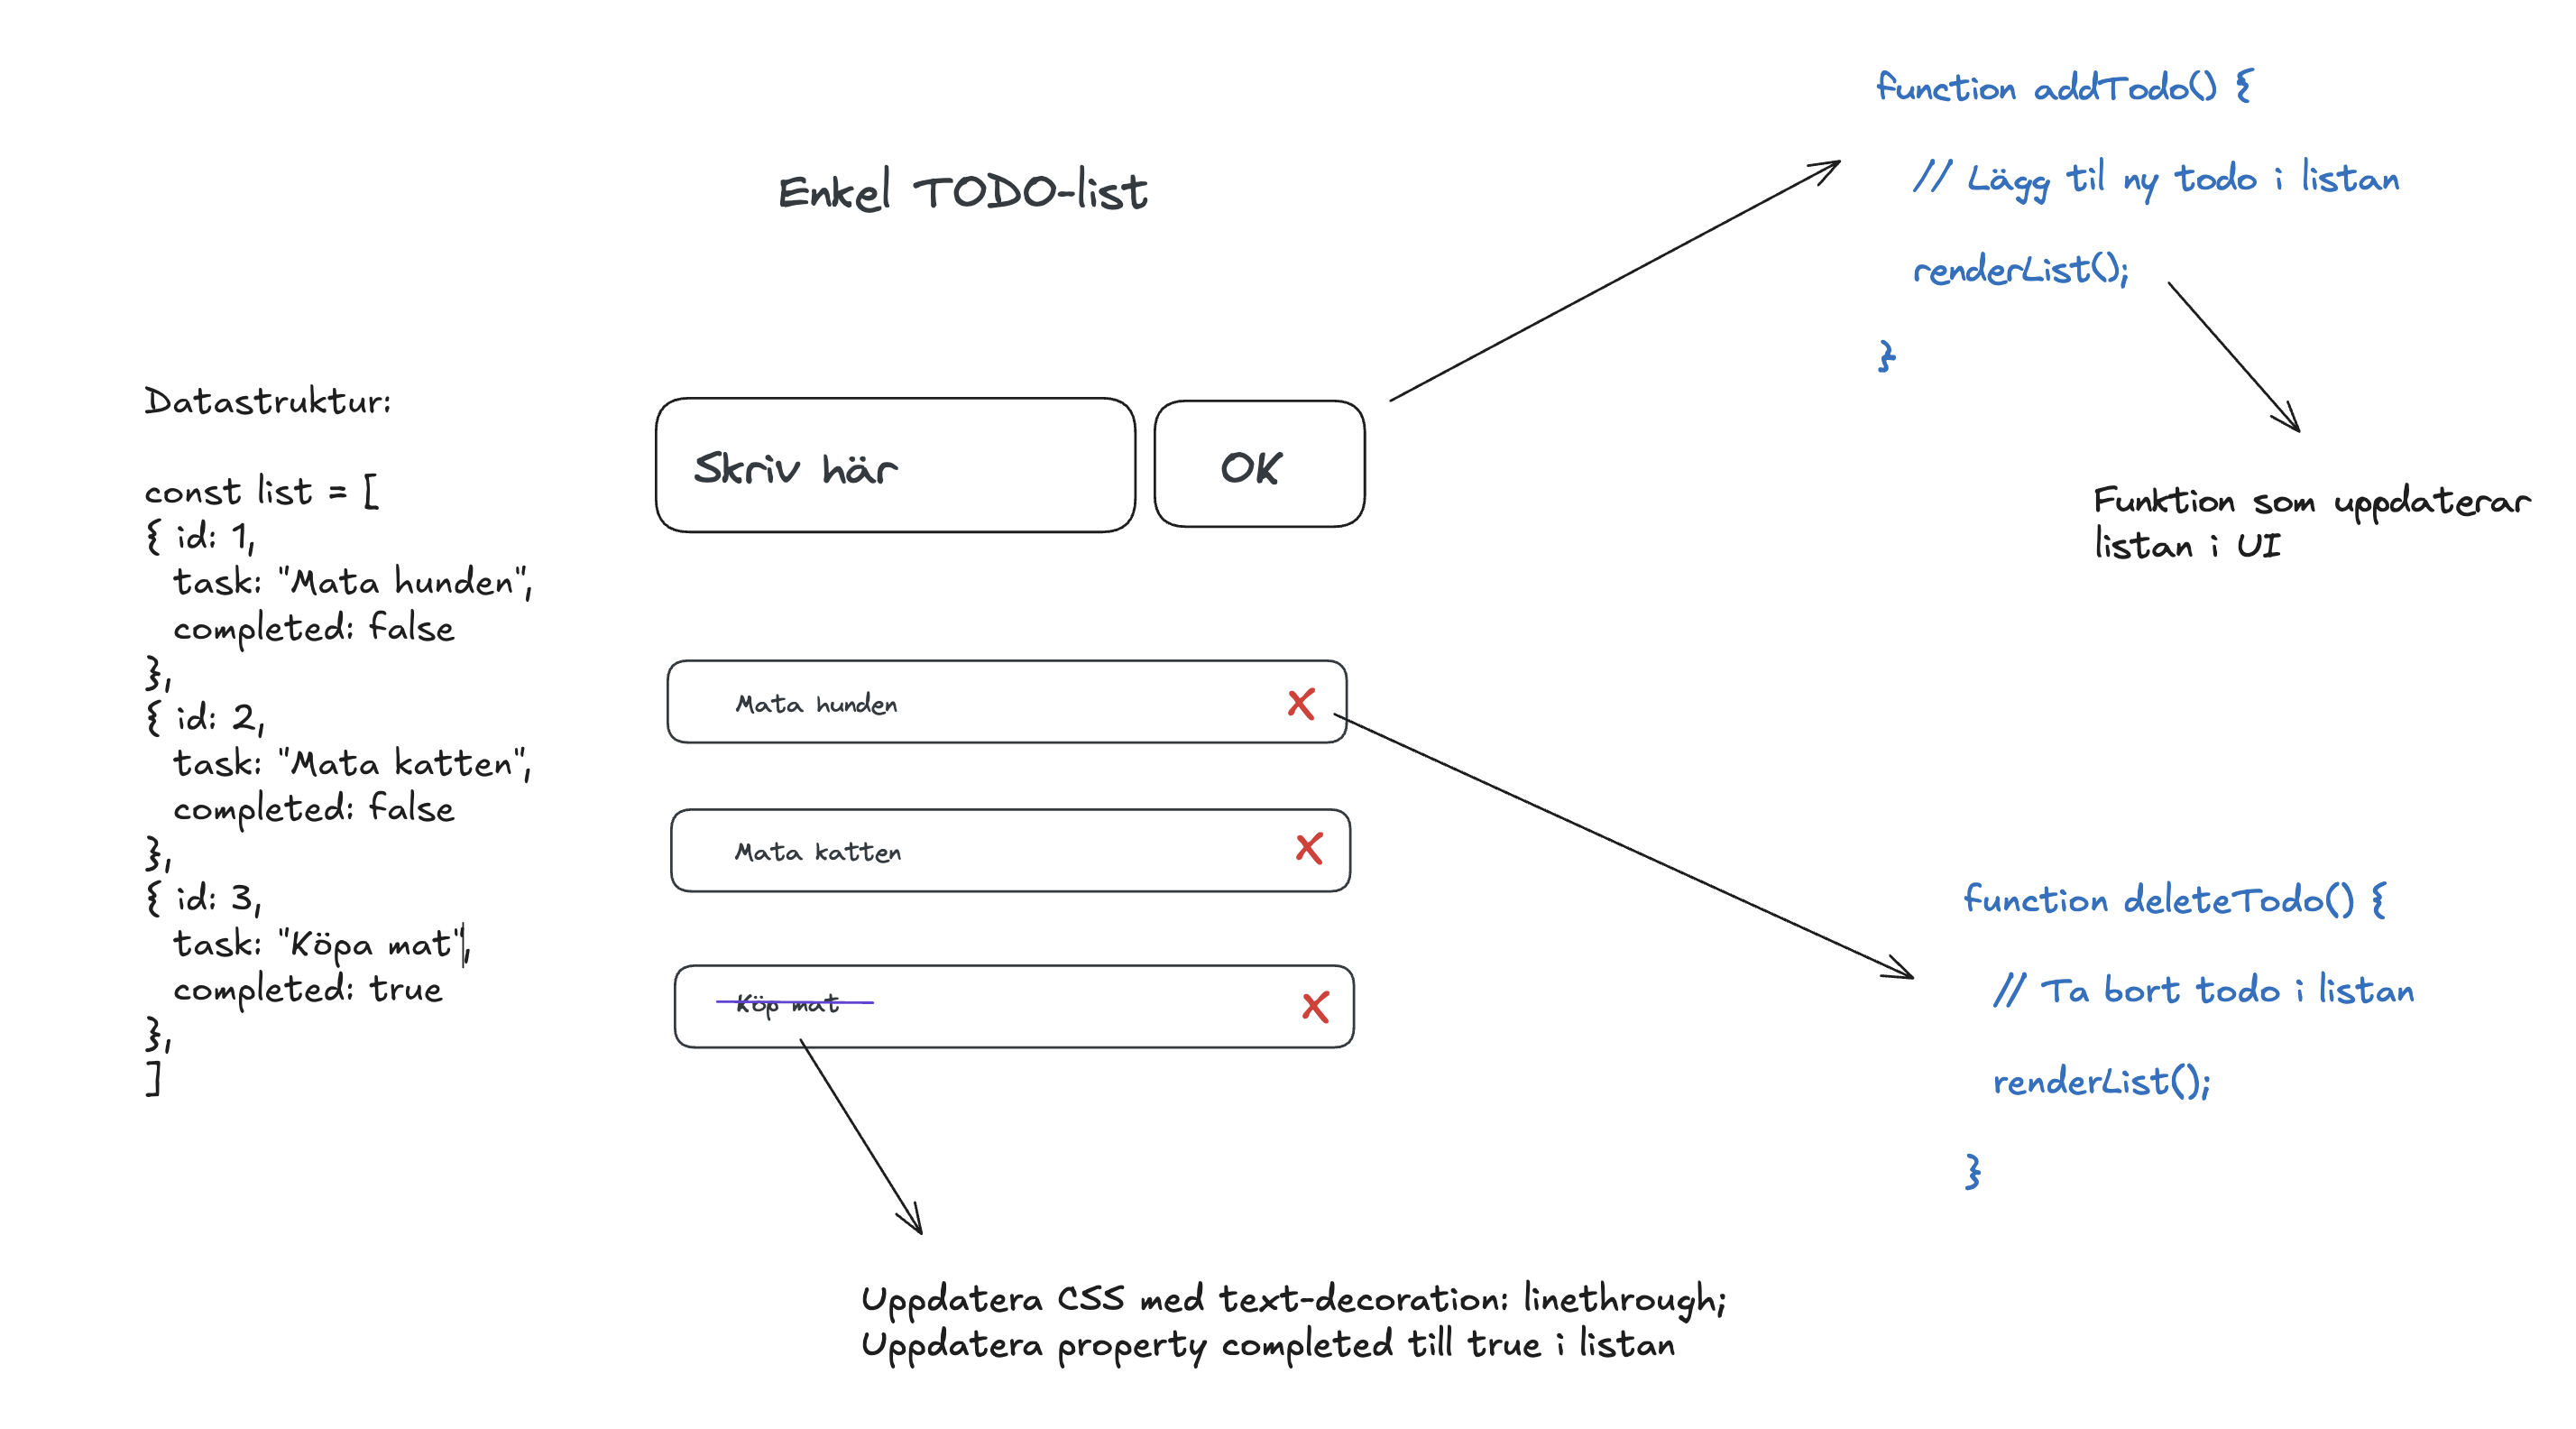 Enkel TODO-list
Datastruktur:
const list = [
{ id: 1,
task: "Mata hunden",
completed: false
},
{ id: 2,
task: "Mata katten",
completed: false
},
{ id: 3,
task: "Köpa mat",
completed: true
},
]
Skriv här
OK
Mata hunden
X
Mata katten
X
Köp mat
X
Uppdatera CSS med text-decoration: linethrough;
Uppdatera property completed till true i listan
function addTodo() {
// Lägg til ny todo i listan
renderList();
}
Funktion som uppdaterar
listan i UI
function deleteTodo() {
// Ta bort todo i listan
renderList();
}